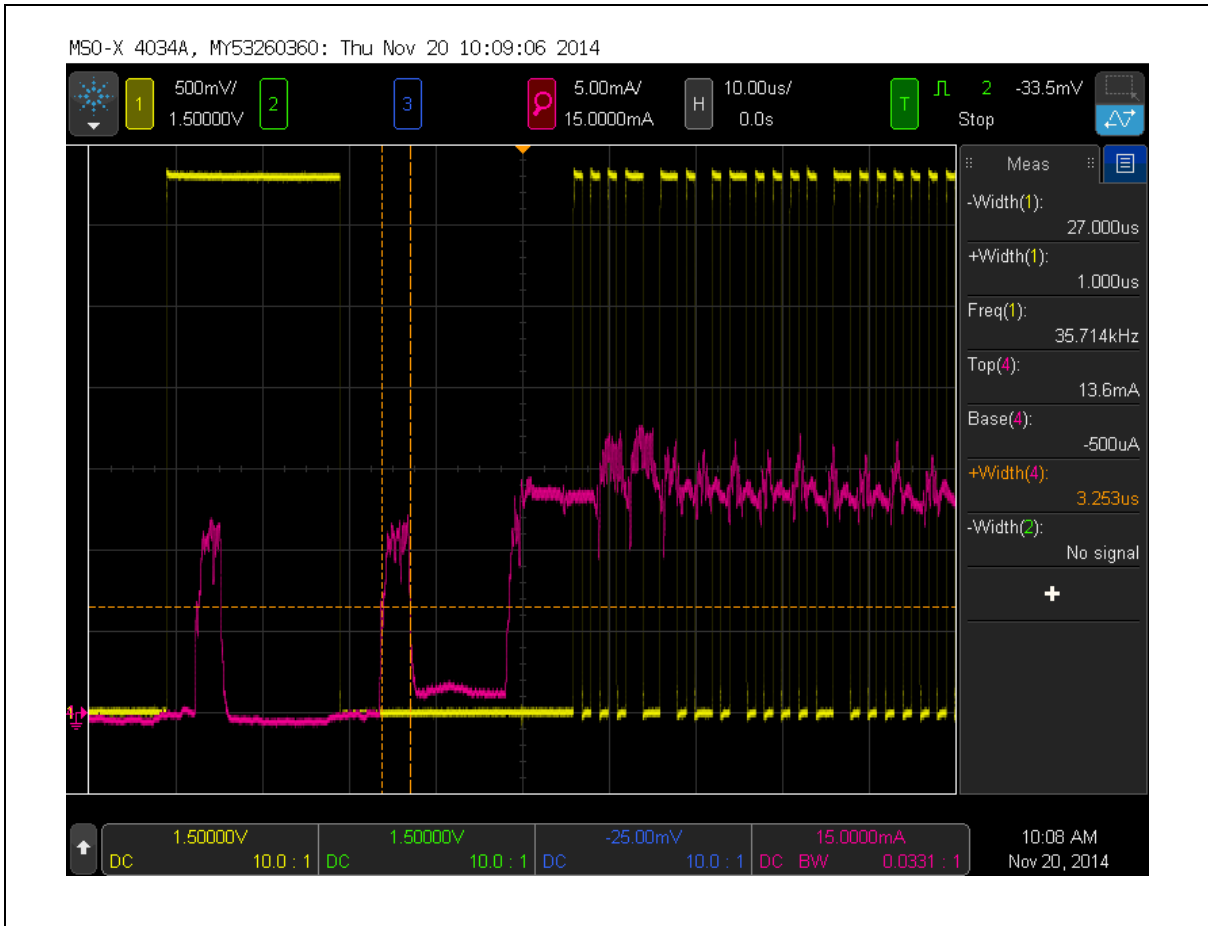 MSO-X 4034A, MY53260360: Thu Nov 20 10:09:06 2014
1 500mV/ 2 3 5.00mA/ H 10.00us/ T 2 -33.5mV
1.50000V 15.0000mA 0.0s Stop
Meas
-Width(1):
27.000us
+Width(1):
1.000us
Freq(1):
35.714kHz
Top(4):
13.6mA
Base(4):
-500uA
+Width(4):
3.253us
-Width(2):
No signal
+
1.50000V 1.50000V -25.00mV 15.0000mA 10:08 AM
DC 10.0 : 1 DC 10.0 : 1 DC 10.0 : 1 DC BW 0.0331 : 1 Nov 20, 2014